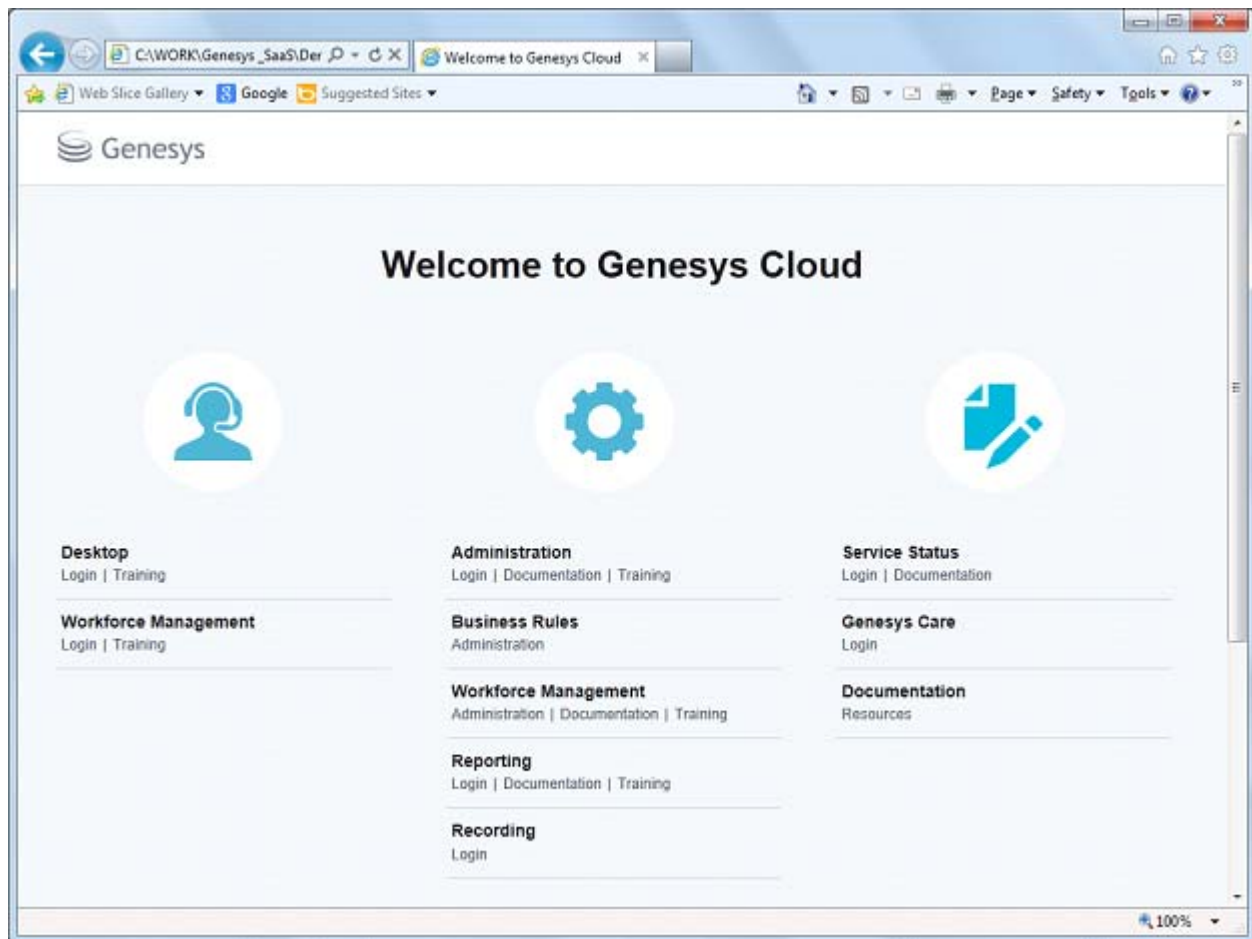 C:\WORK\Genesys_SaaS\Der
Welcome to Genesys Cloud
Web Slice Gallery
Google
Suggested Sites
Page
Safety
Tools
Genesys
Welcome to Genesys Cloud
Desktop
Login | Training
Workforce Management
Login | Training
Administration
Login | Documentation | Training
Business Rules
Administration
Workforce Management
Administration | Documentation | Training
Reporting
Login | Documentation | Training
Recording
Login
Service Status
Login | Documentation
Genesys Care
Login
Documentation
Resources
100%